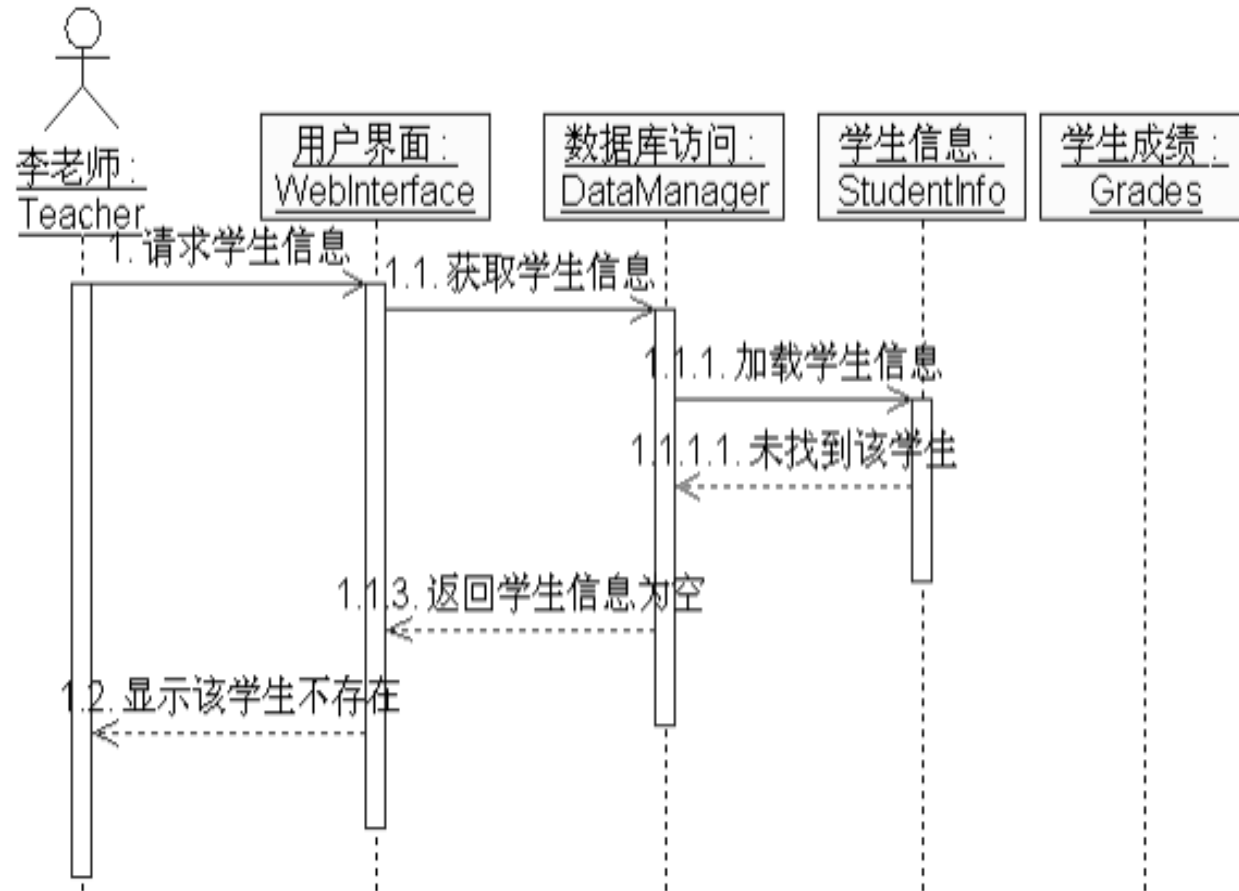 李老师：
Teacher
用户界面：
WebInterface
数据库访问：
DataManager
学生信息：
StudentInfo
学生成绩：
Grades
1. 请求学生信息
1.1. 获取学生信息
1.1.1. 加载学生信息
1.1.1.1. 未找到该学生
1.1.3. 返回学生信息为空
1.2. 显示该学生不存在